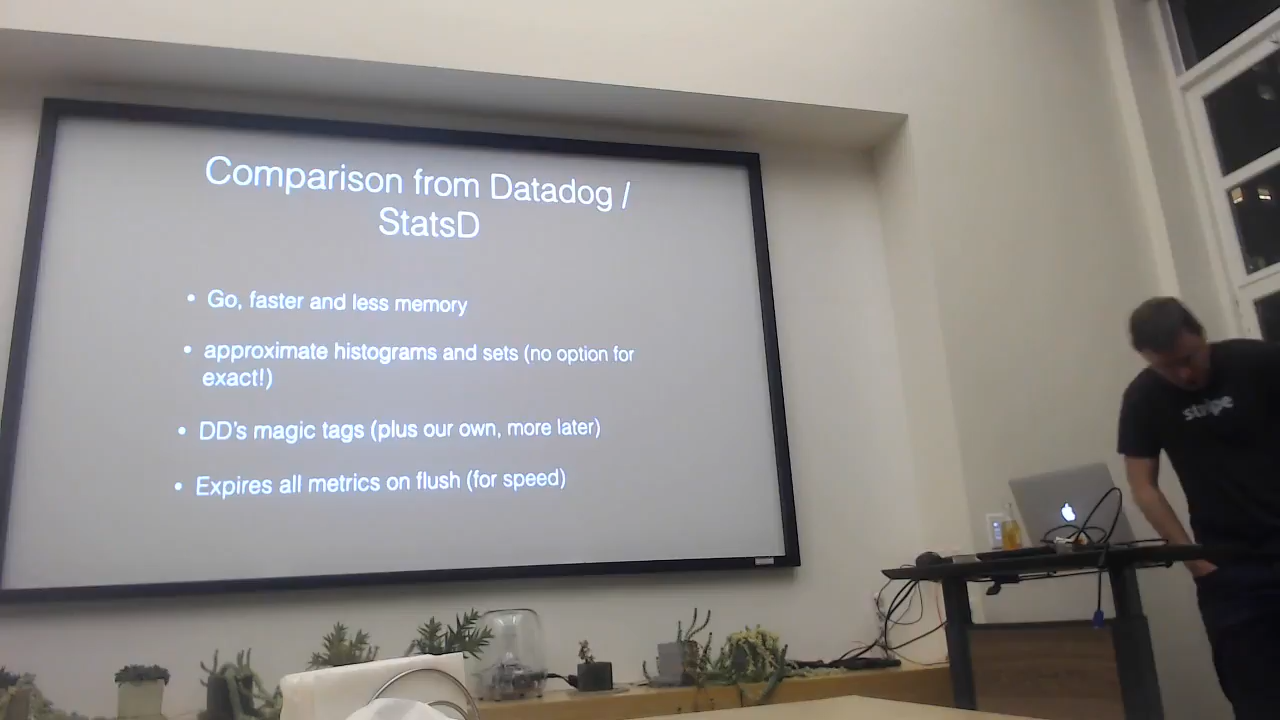 Comparison from Datadog /
StatsD
• Go, faster and less memory
• approximate histograms and sets (no option for
exact!)
• DD's magic tags (plus our own, more later)
• Expires all metrics on flush (for speed)
stripe